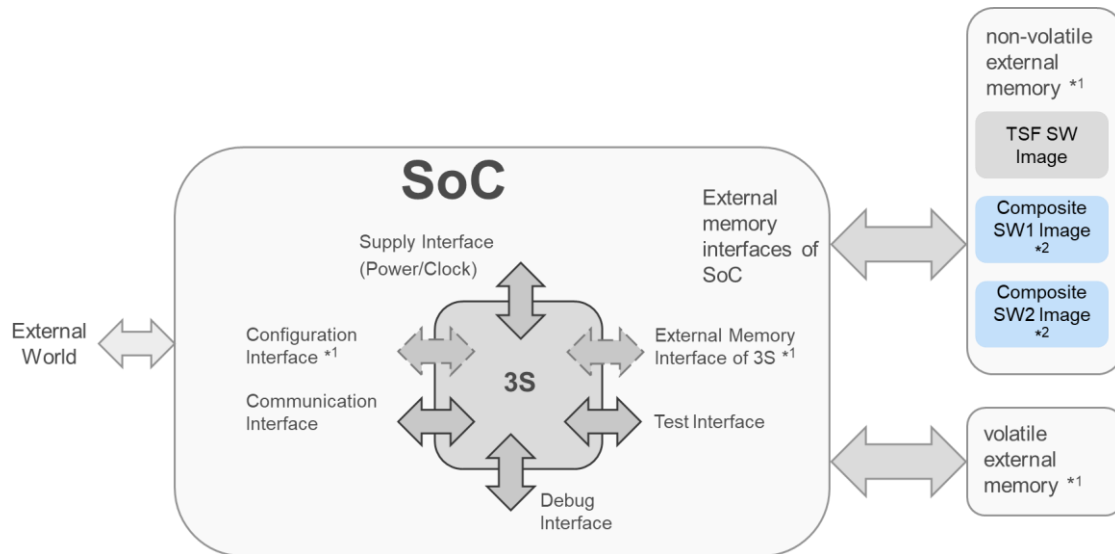 SoC
Supply Interface
(Power/Clock)
External
memory
interfaces of
SoC
External
World
Configuration
Interface *1
Communication
Interface
3S
External Memory
Interface of 3S *1
Test Interface
Debug
Interface
non-volatile
external
memory *1
TSF SW
Image
Composite
SW1 Image
*2
Composite
SW2 Image
*2
volatile
external
memory *1